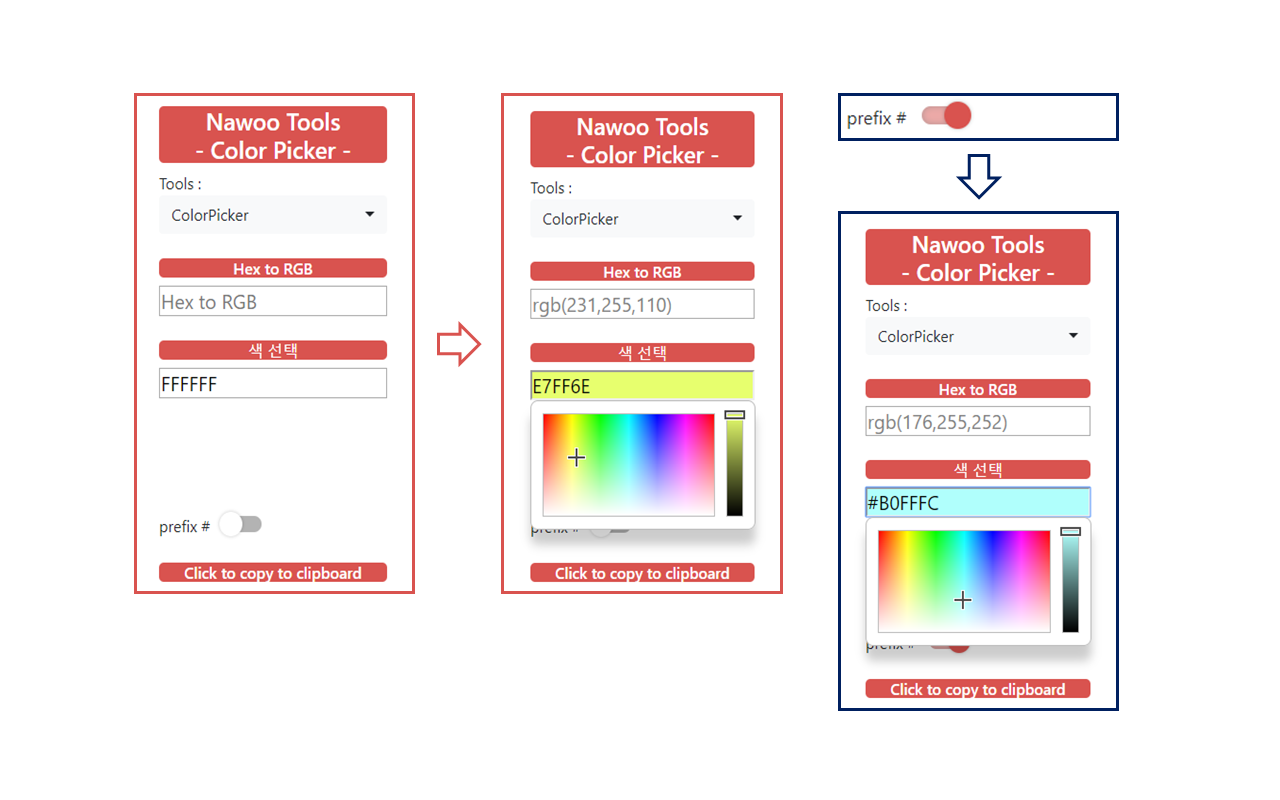 Nawoo Tools
- Color Picker -
Tools :
ColorPicker
Hex to RGB
Hex to RGB
색 선택
FFFFFF
prefix #
Click to copy to clipboard
Nawoo Tools
- Color Picker -
Tools :
ColorPicker
Hex to RGB
rgb(231,255,110)
색 선택
E7FF6E
prefix #
Click to copy to clipboard
prefix #
Nawoo Tools
- Color Picker -
Tools :
ColorPicker
Hex to RGB
rgb(176,255,252)
색 선택
#B0FFFC
prefix #
Click to copy to clipboard